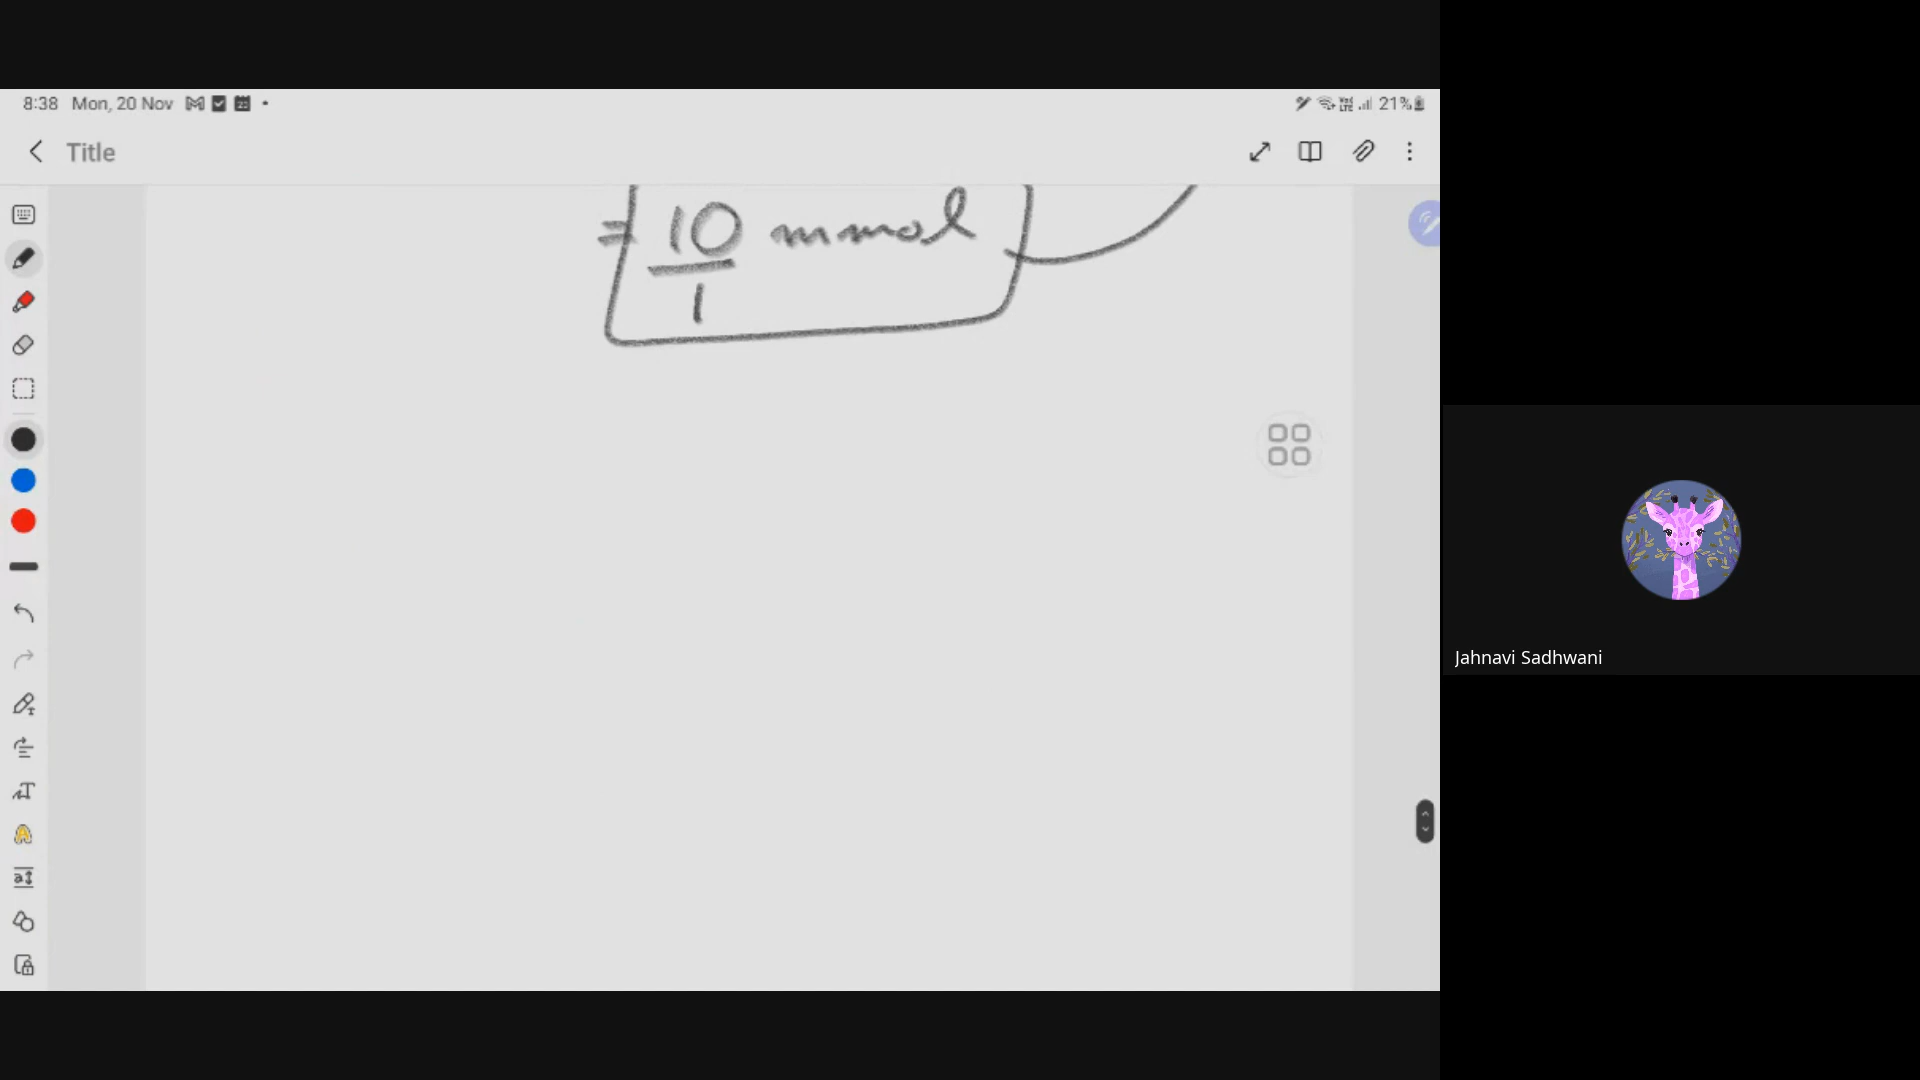 8:38 Mon, 20 Nov 21%
Title
= 10 mmol
1
Jahnavi Sadhwani